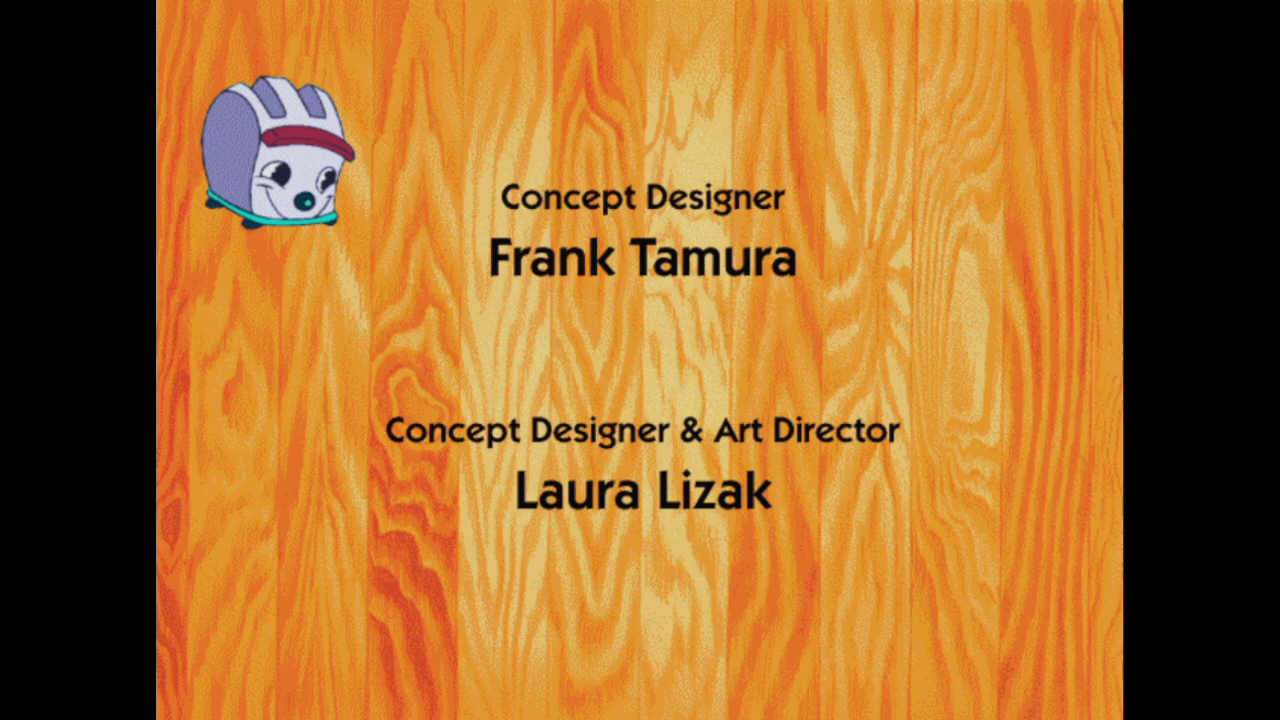 Concept Designer
Frank Tamura
Concept Designer & Art Director
Laura Lizak